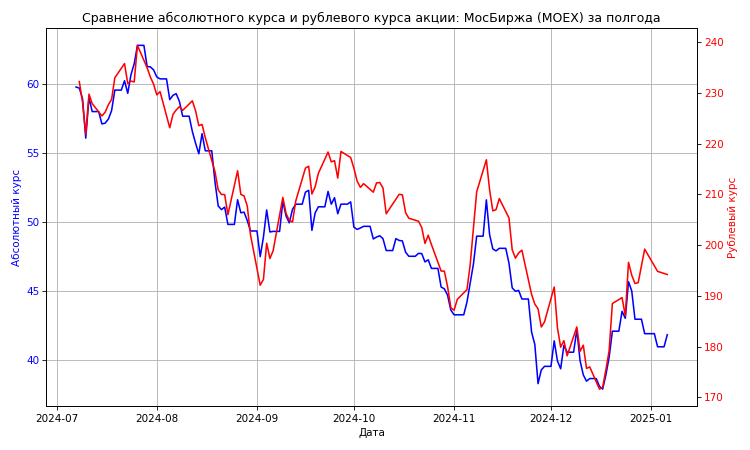 Сравнение абсолютного курса и рублевого курса акции: МосБиржа (MOEX) за полгода
Абсолютный курс
60
55
50
45
40
240
230
220
210
200
190
180
170
Рублевый курс
2024-07 2024-08 2024-09 2024-10 2024-11 2024-12 2025-01
Дата